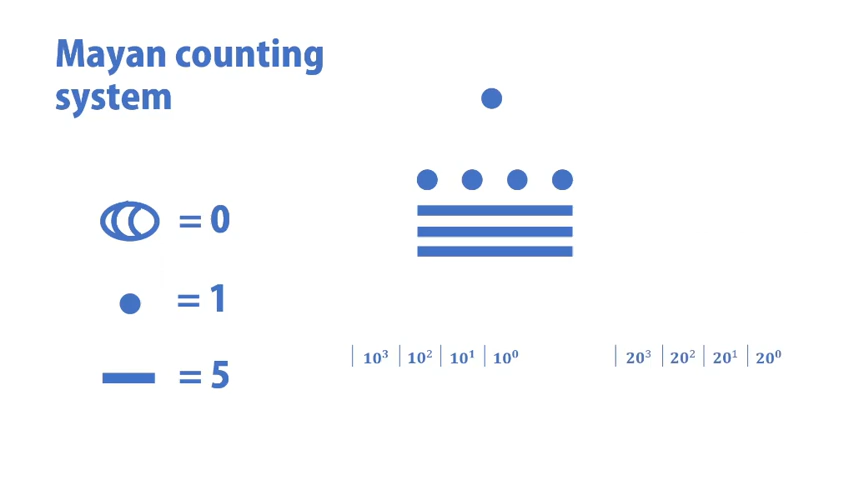 Mayan counting
system
= 0
= 1
= 5
| 10³ | 10² | 10¹ | 10⁰
| 20³ | 20² | 20¹ | 20⁰